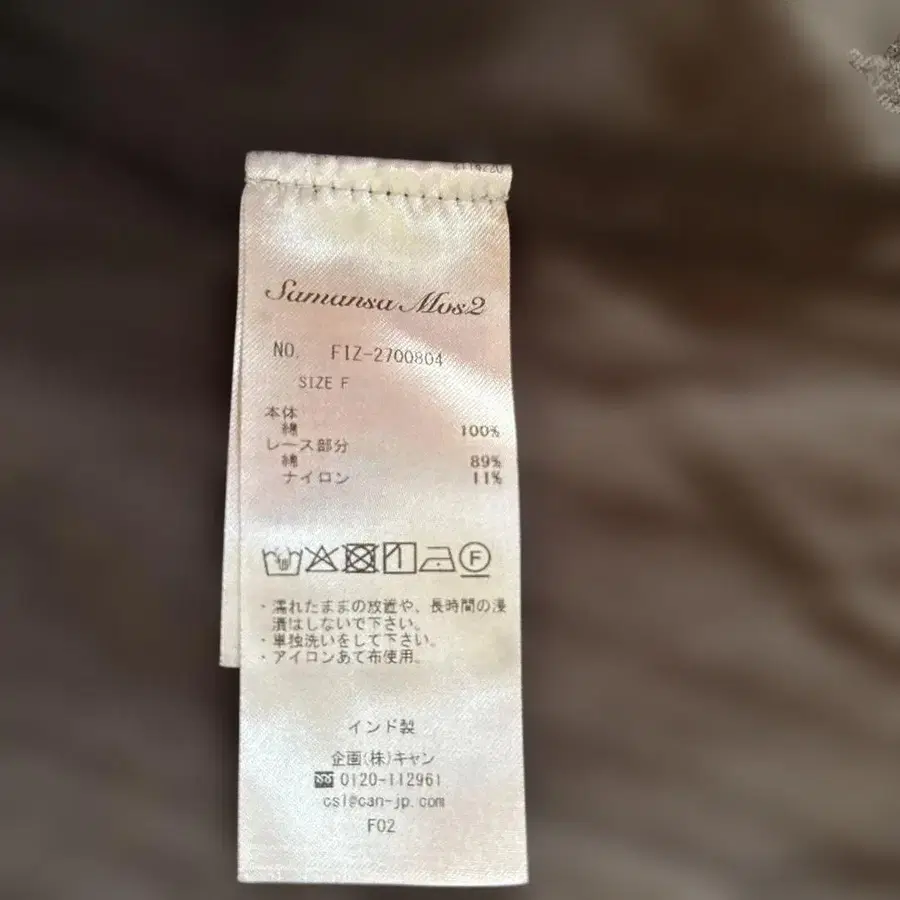 Samansa Mos2
NO. FIZ-2700804
SIZE F
本体
綿 100%
レース部分
綿 89%
ナイロン 11%
F
・濡れたままの放置や、長時間の浸
漬はしないで下さい。
・単独洗いをして下さい。
・アイロンあて布使用。
インド製
企画(株)キャン
0120-112961
csl@can-jp.com
F02